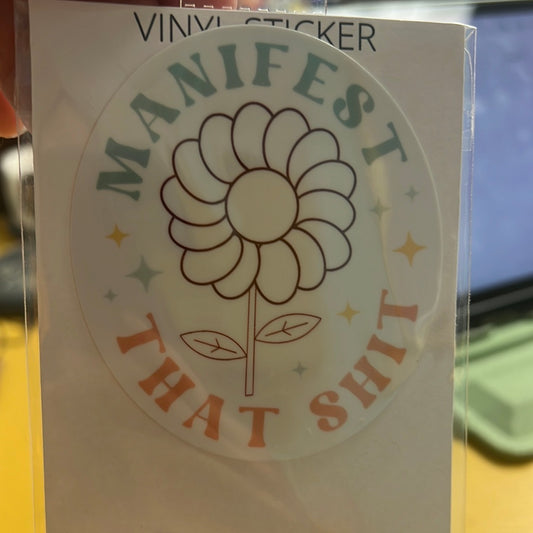 VINYL STICKER
MANIFEST
THAT SHIT